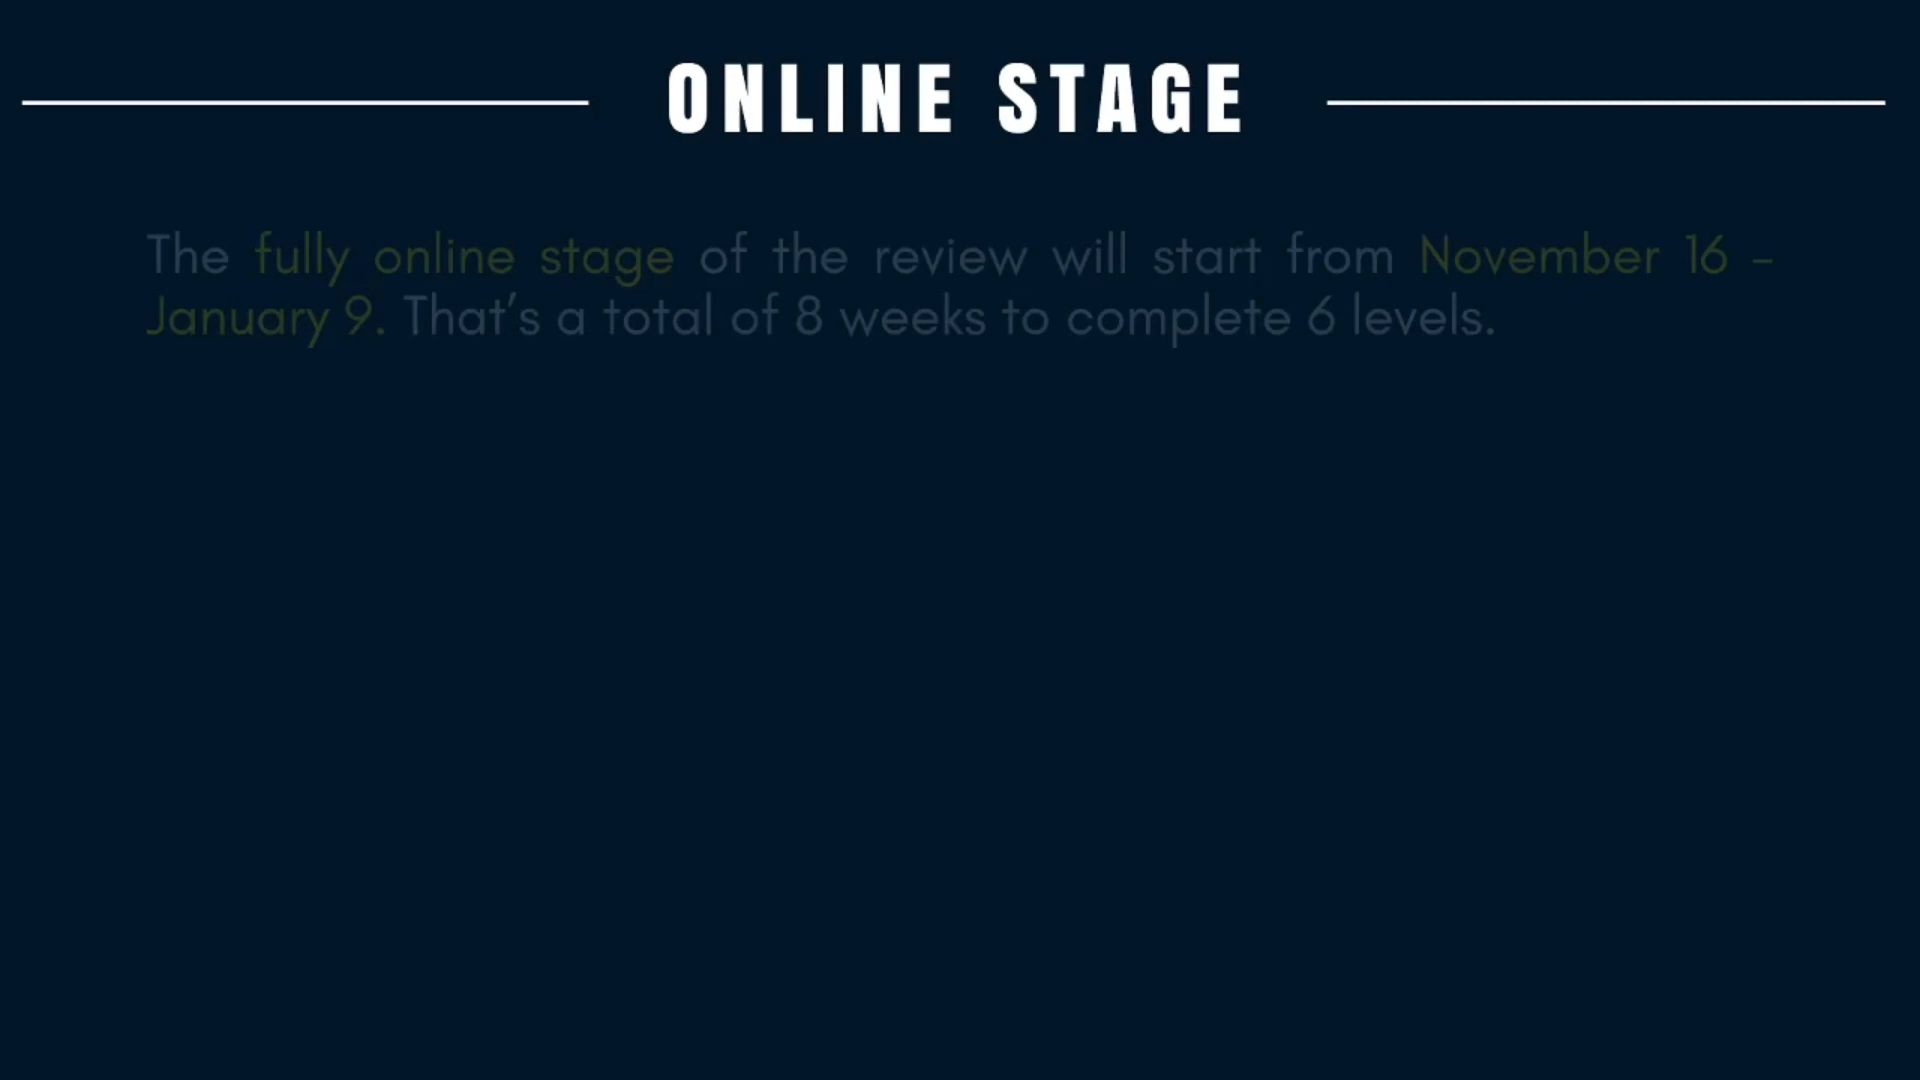 ONLINE STAGE
The fully online stage of the review will start from November 16 –
January 9. That’s a total of 8 weeks to complete 6 levels.